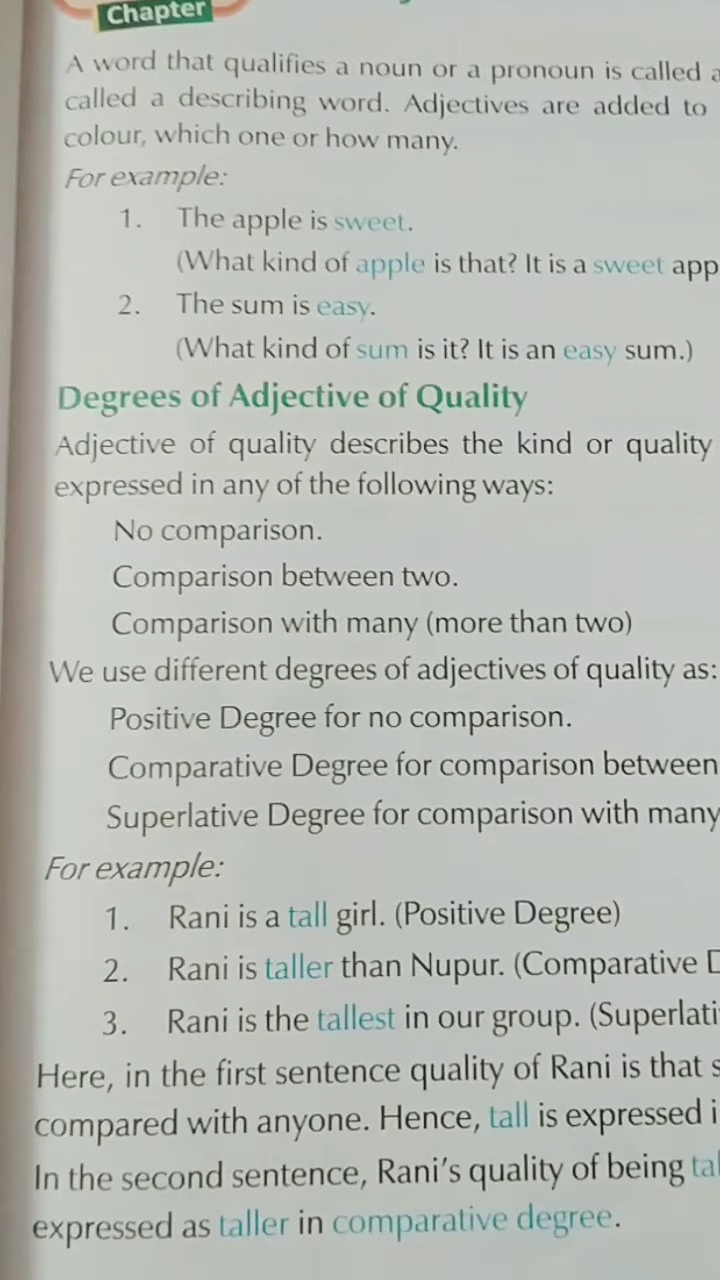 Chapter
A word that qualifies a noun or a pronoun is called a
called a describing word. Adjectives are added to
colour, which one or how many.
For example:
1. The apple is sweet.
(What kind of apple is that? It is a sweet app
2. The sum is easy.
(What kind of sum is it? It is an easy sum.)
Degrees of Adjective of Quality
Adjective of quality describes the kind or quality
expressed in any of the following ways:
No comparison.
Comparison between two.
Comparison with many (more than two)
We use different degrees of adjectives of quality as:
Positive Degree for no comparison.
Comparative Degree for comparison between
Superlative Degree for comparison with many
For example:
1. Rani is a tall girl. (Positive Degree)
2. Rani is taller than Nupur. (Comparative D
3. Rani is the tallest in our group. (Superlati
Here, in the first sentence quality of Rani is that s
compared with anyone. Hence, tall is expressed i
In the second sentence, Rani's quality of being tal
expressed as taller in comparative degree.